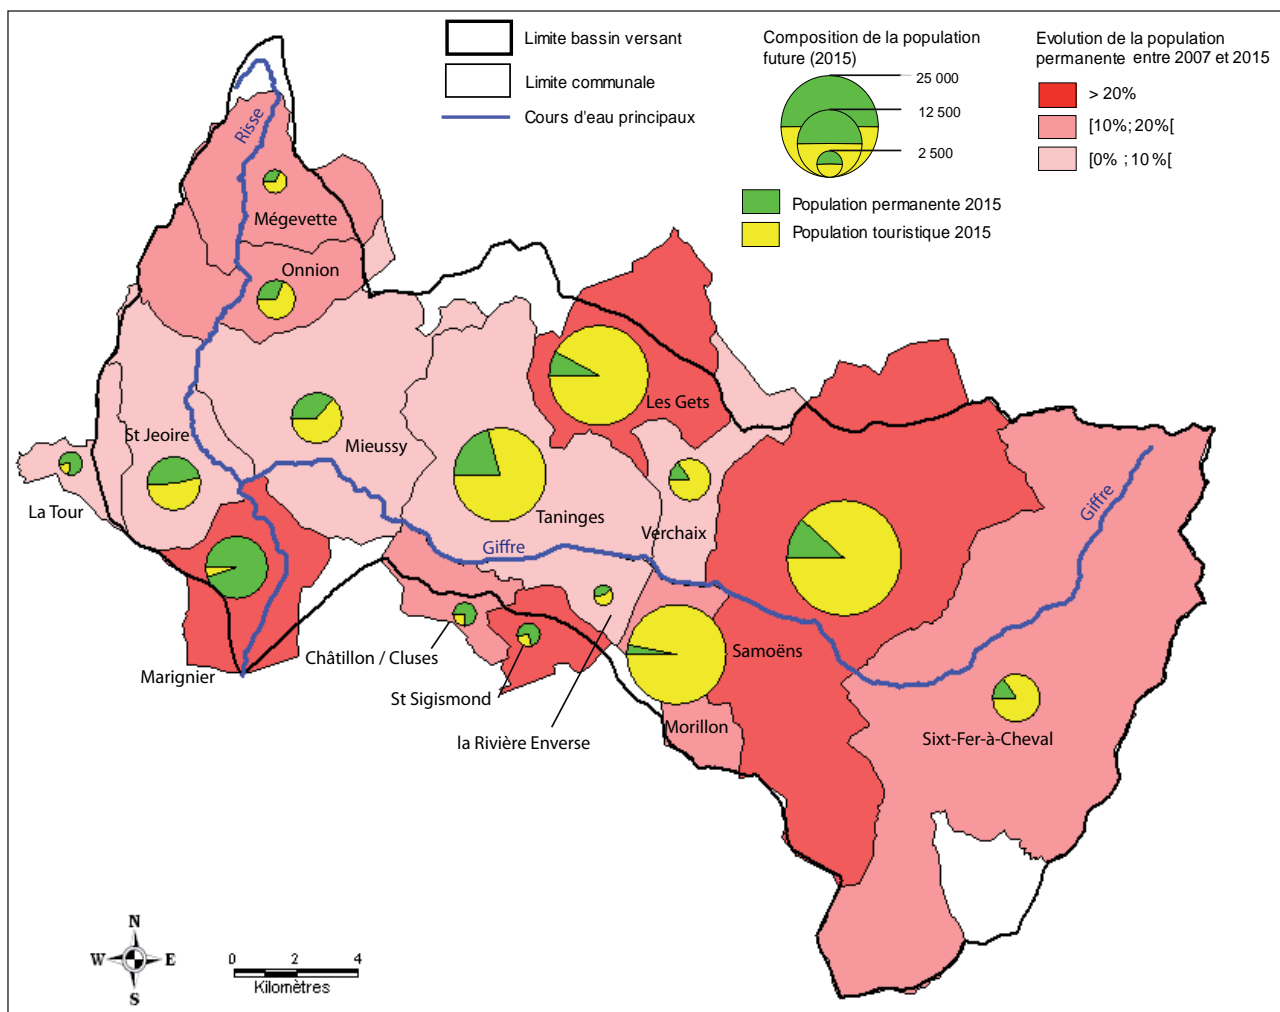 Limite bassin versant
Limite communale
Cours d'eau principaux
Composition de la population
future (2015)
25 000
12 500
2 500
Population permanente 2015
Population touristique 2015
Evolution de la population
permanente entre 2007 et 2015
> 20%
[10%; 20%[
[0% ; 10%[
Risse
Mégevette
Onnion
St Jeoire
Mieussy
Les Gets
La Tour
Taninges
Verchaix
Giffre
Giffre
Marignier
Châtillon / Cluses
St Sigismond
la Rivière Enverse
Samoëns
Morillon
Sixt-Fer-à-Cheval
N
W
E
S
0 2 4
Kilomètres